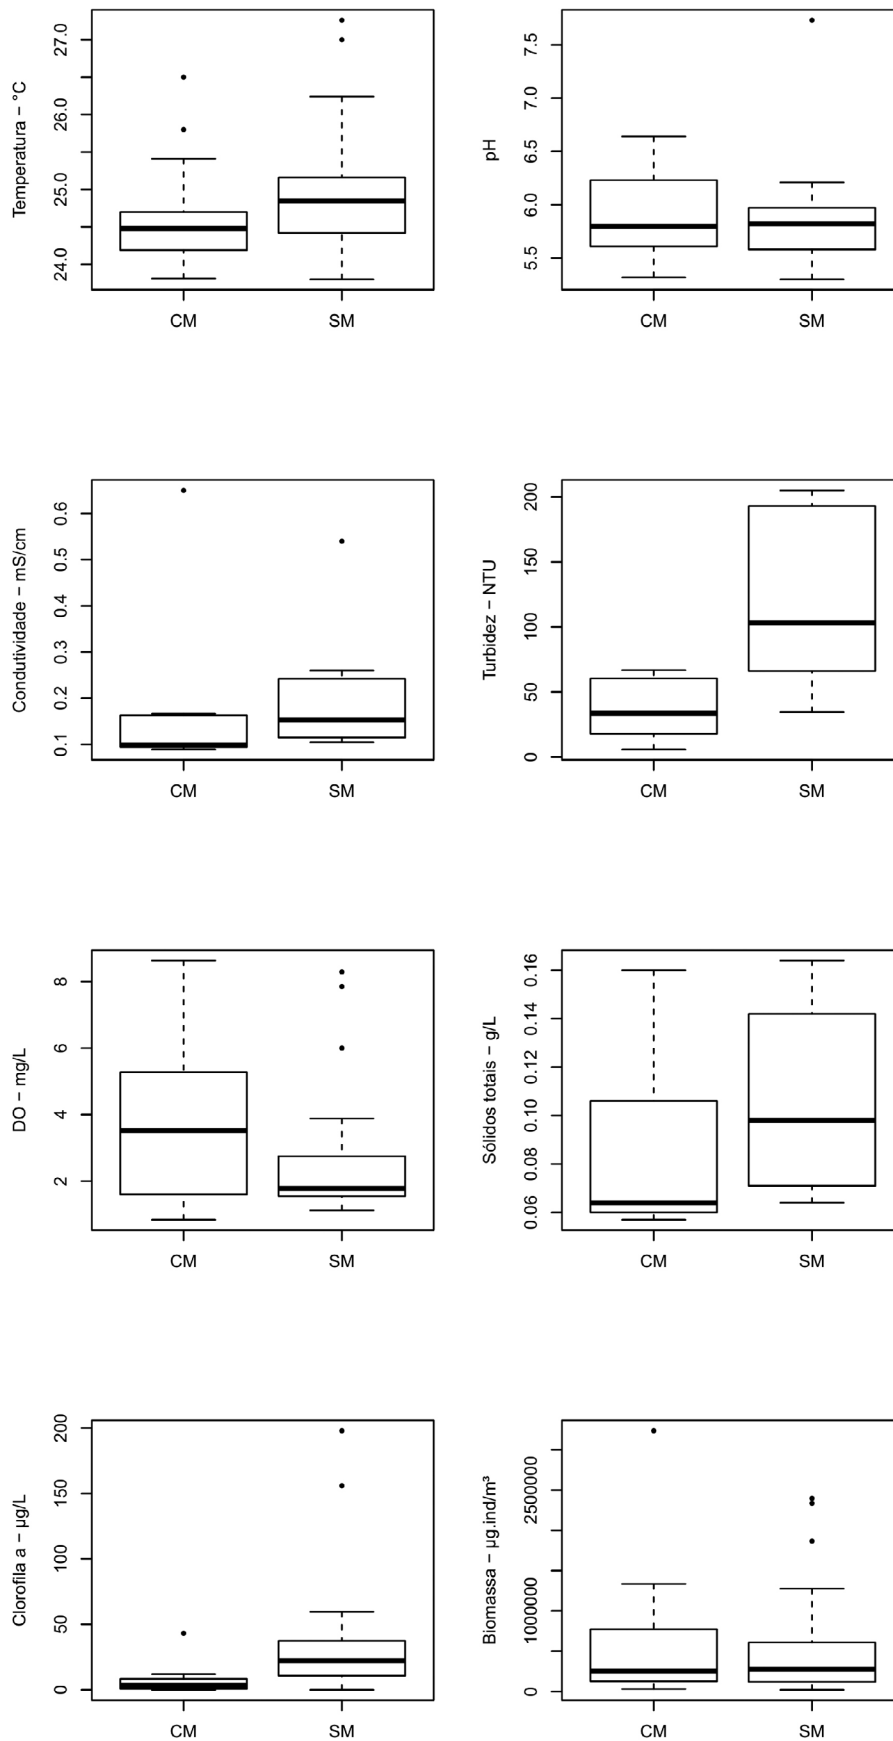 Temperatura – °C
27.0
26.0
25.0
24.0
CM
SM
pH
7.5
7.0
6.5
6.0
5.5
CM
SM
Condutividade – mS/cm
0.6
0.5
0.4
0.3
0.2
0.1
CM
SM
Turbidez – NTU
200
150
100
50
0
CM
SM
DO – mg/L
8
6
4
2
CM
SM
Sólidos totais – g/L
0.16
0.14
0.12
0.10
0.08
0.06
CM
SM
Clorofila a – µg/L
200
150
100
50
0
CM
SM
Biomassa – µg.ind/m³
2500000
1000000
0
CM
SM